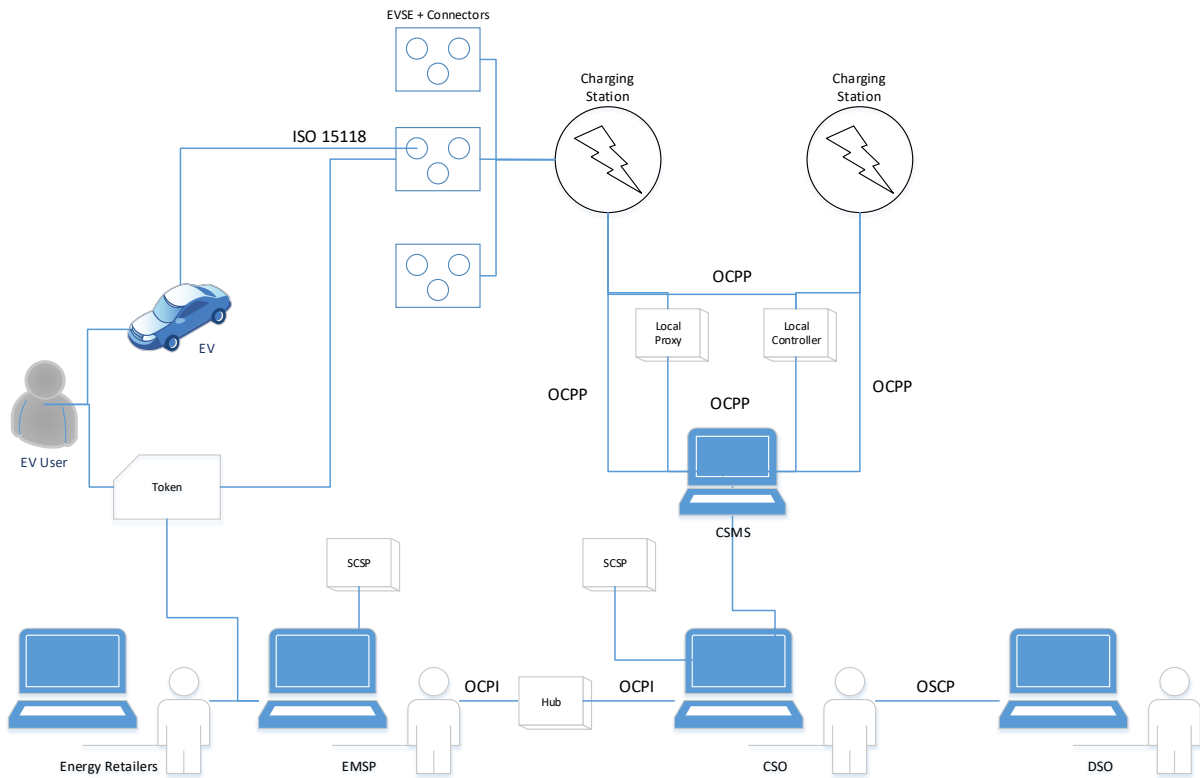 EVSE + Connectors
Charging
Station
Charging
Station
ISO 15118
OCPP
Local
Proxy
Local
Controller
EV
OCPP
OCPP
OCPP
EV User
Token
CSMS
SCSP
SCSP
OCPI
Hub
OCPI
OSCP
Energy Retailers
EMSP
CSO
DSO